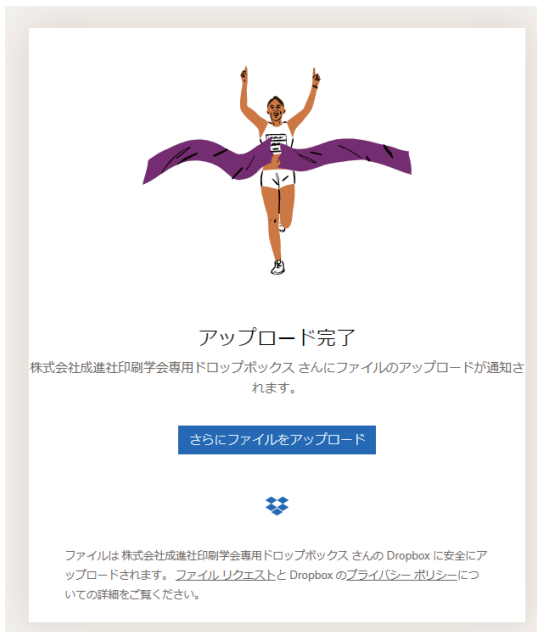 アップロード完了
株式会社成進社印刷学会専用ドロップボックス さんにファイルのアップロードが通知さ
れます。
さらにファイルをアップロード
ファイルは 株式会社成進社印刷学会専用ドロップボックス さんの Dropbox に安全にア
ップロードされます。 ファイル リクエストと Dropbox のプライバシー ポリシーにつ
いての詳細をご覧ください。